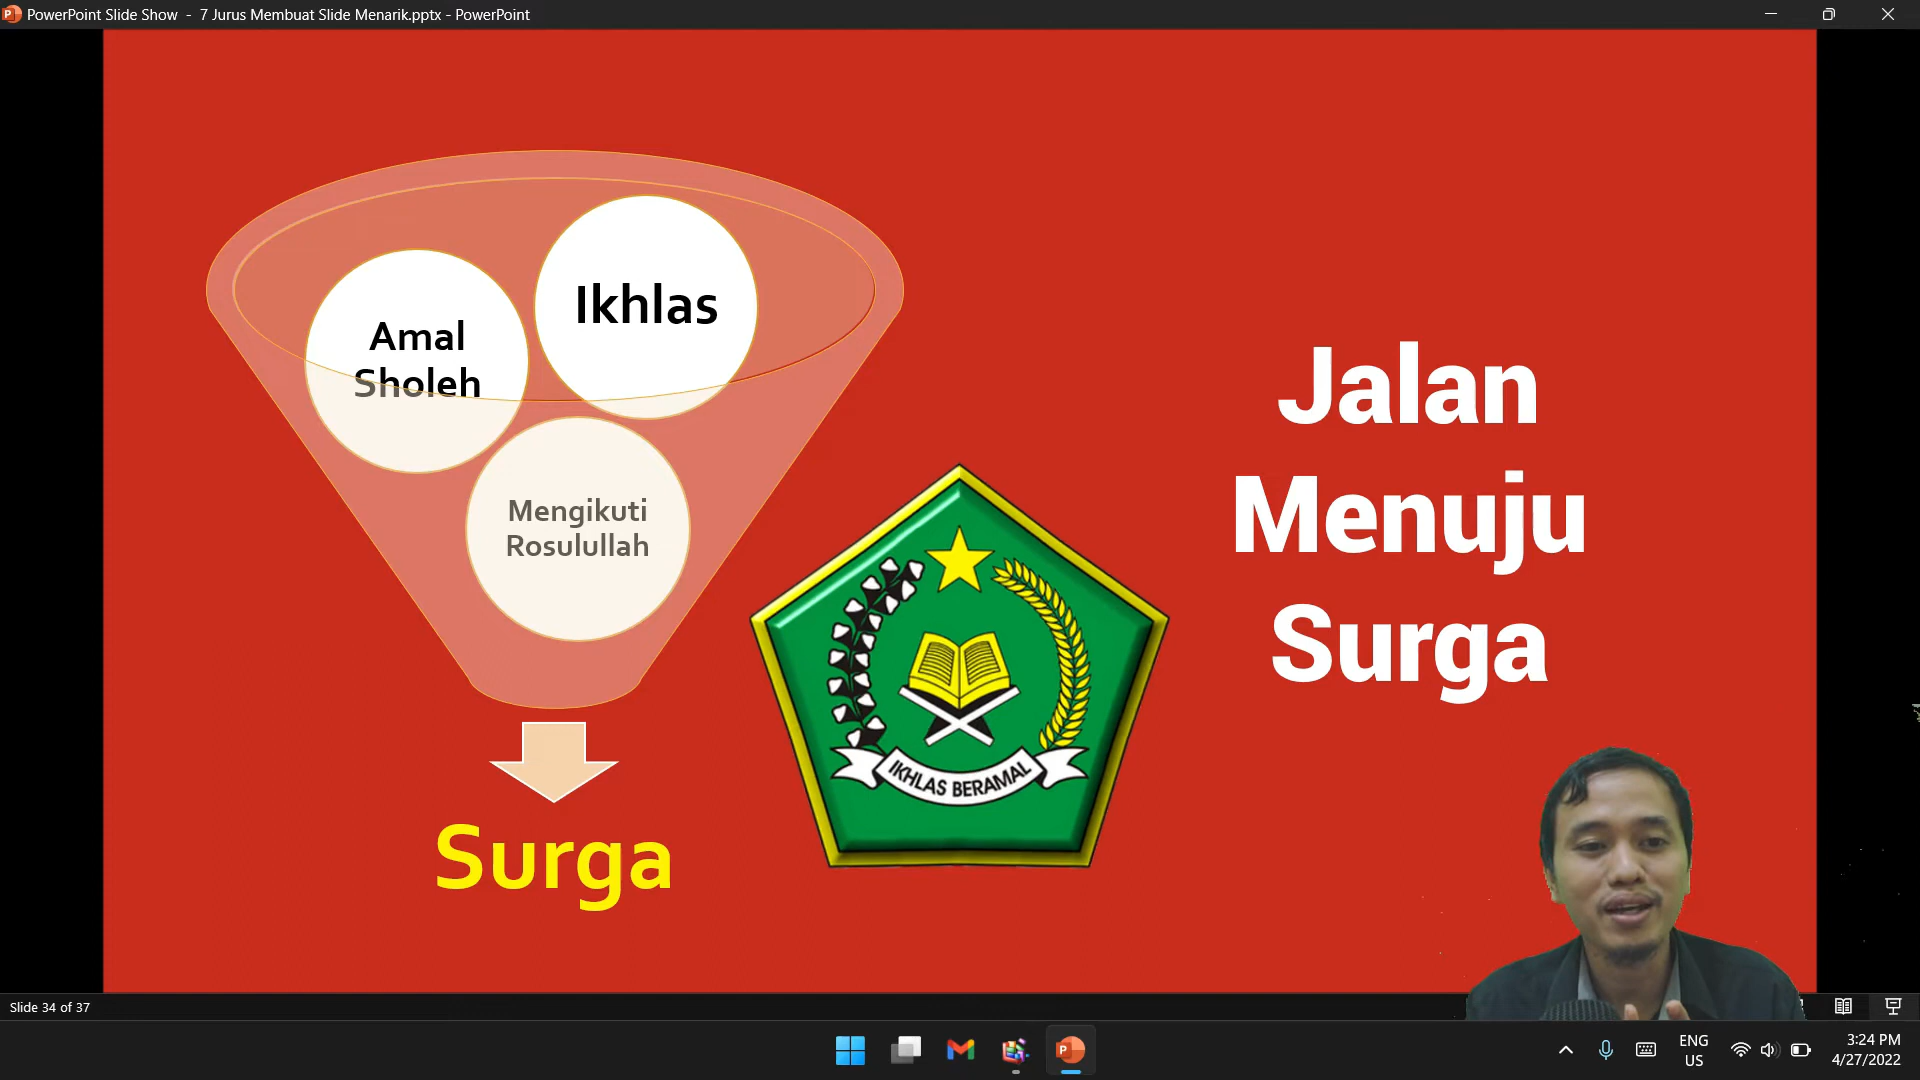 PowerPoint Slide Show - 7 Jurus Membuat Slide Menarik.pptx - PowerPoint
Ikhlas
Amal
Sholeh
Mengikuti
Rosulullah
Surga
IKHLAS BERAMAL
Jalan
Menuju
Surga
Slide 34 of 37
ENG
US
3:24 PM
4/27/2022